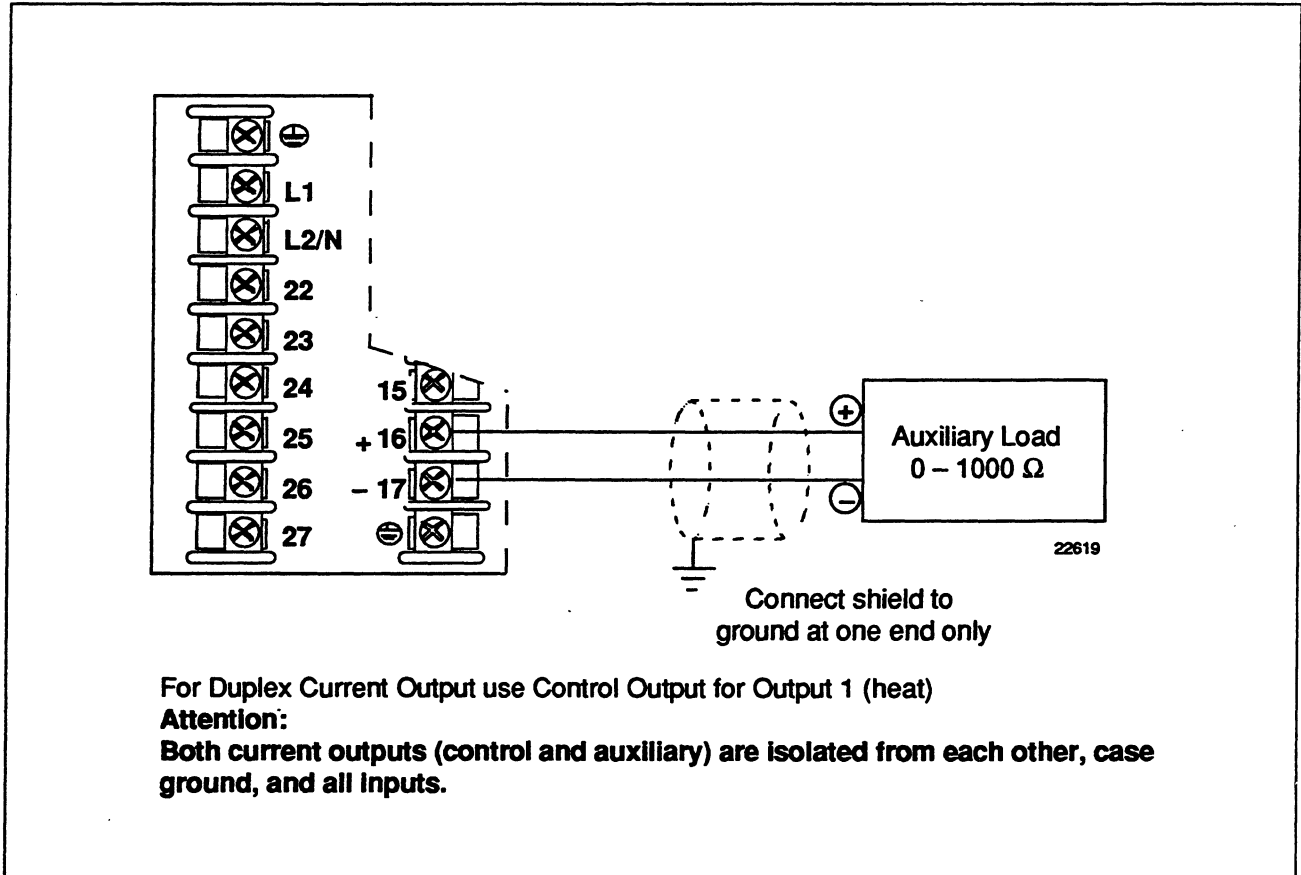 L1
L2/N
22
23
24
25
26
27
15
+ 16
– 17
+
–
Auxiliary Load
0 – 1000 Ω
22619
Connect shield to
ground at one end only
For Duplex Current Output use Control Output for Output 1 (heat)
Attention:
Both current outputs (control and auxiliary) are isolated from each other, case
ground, and all inputs.